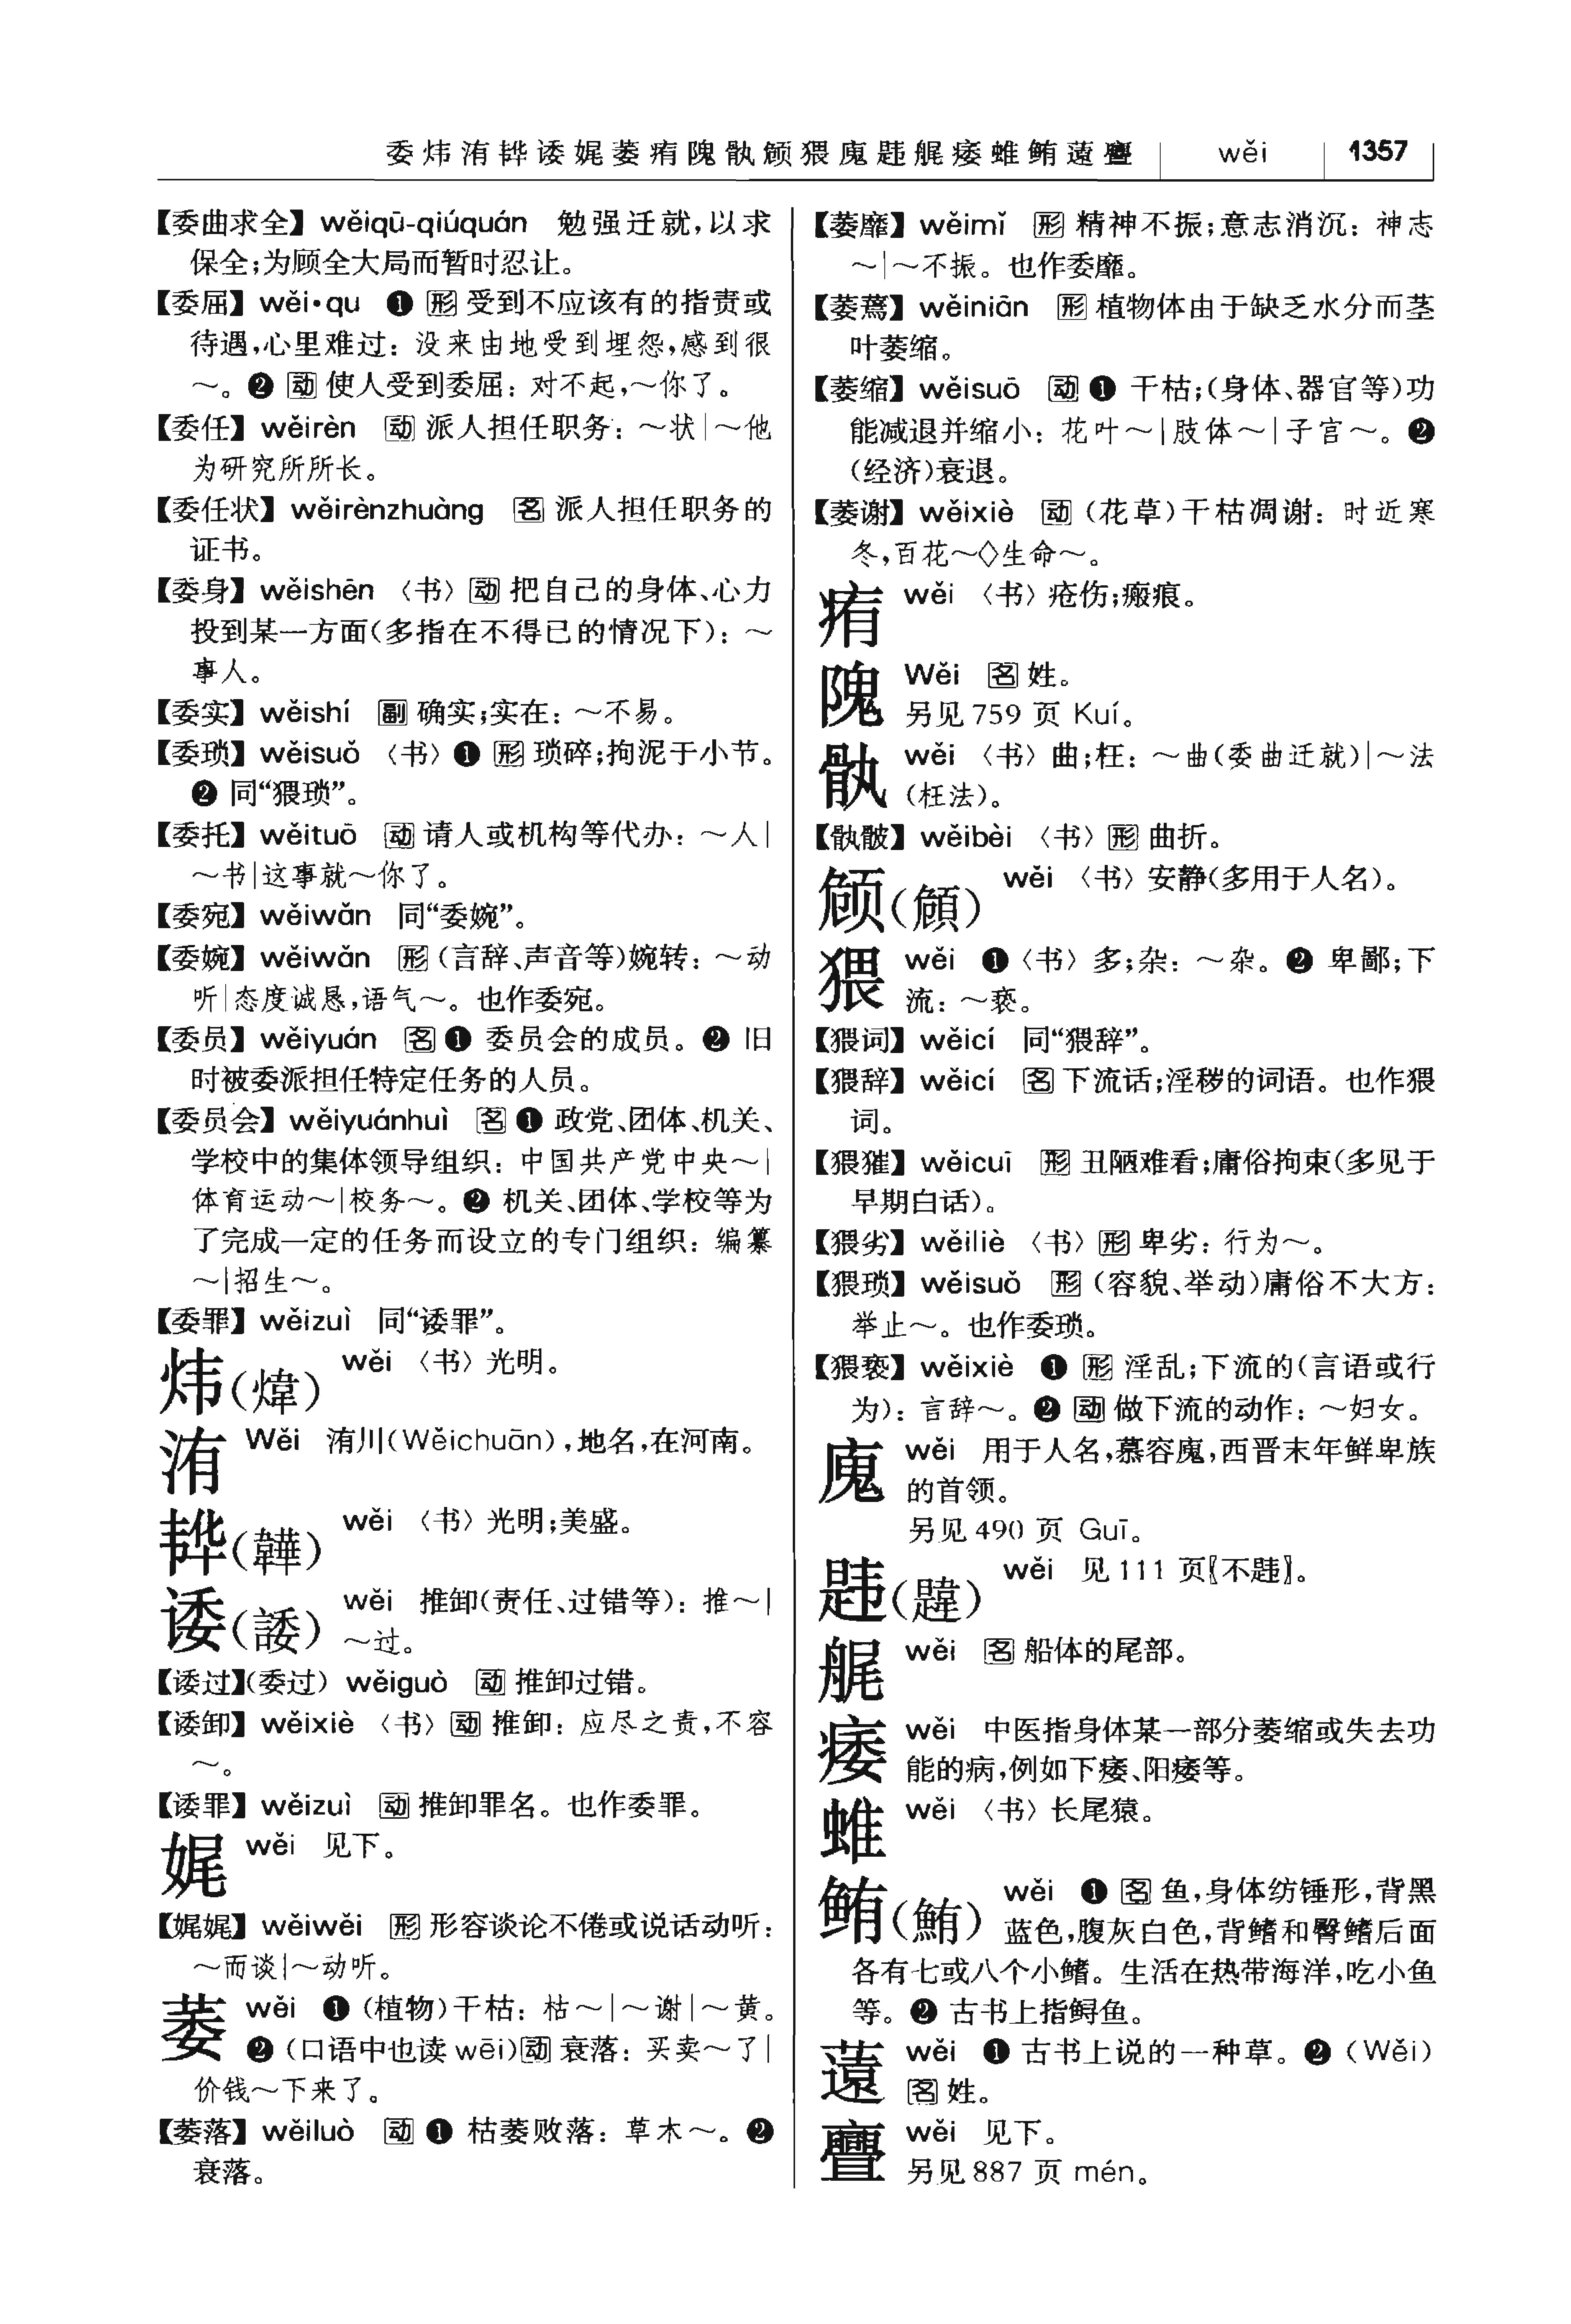 委炜洧韡诿娓萎痏隗骫𬱟猥廆韪艉痿蜼鲔薳亹 wěi 1357
【委曲求全】wěiqū-qiúquán 勉强迁就,以求
保全;为顾全大局而暂时忍让。
【委屈】wěi·qu ❶ 形 受到不应该有的指责或
待遇,心里难过:没来由地受到埋怨,感到很
～。❷ 动 使人受到委屈:对不起,～你了。
【委任】wěirèn 动 派人担任职务:～状|～他
为研究所所长。
【委任状】wěirènzhuàng 名 派人担任职务的
证书。
【委身】wěishēn 〈书〉动 把自己的身体、心力
投到某一方面(多指在不得已的情况下):～
事人。
【委实】wěishí 副 确实;实在:～不易。
【委琐】wěisuǒ 〈书〉❶ 形 琐碎;拘泥于小节。
❷ 同“猥琐”。
【委托】wěituō 动 请人或机构等代办:～人|
～书|这事就～你了。
【委宛】wěiwǎn 同“委婉”。
【委婉】wěiwǎn 形 (言辞、声音等)婉转:～动
听|态度诚恳,语气～。也作委宛。
【委员】wěiyuán 名 ❶ 委员会的成员。❷ 旧
时被委派担任特定任务的人员。
【委员会】wěiyuánhuì 名 ❶ 政党、团体、机关、
学校中的集体领导组织:中国共产党中央～|
体育运动～|校务～。❷ 机关、团体、学校等为
了完成一定的任务而设立的专门组织:编纂
～|招生～。
【委罪】wěizuì 同“诿罪”。
炜(煒) wěi 〈书〉光明。
洧 Wěi 洧川(Wěichuān),地名,在河南。
韡(韡) wěi 〈书〉光明;美盛。
诿(諉) wěi 推卸(责任、过错等):推～|
～过。
【诿过】(委过) wěiguò 动 推卸过错。
【诿卸】wěixiè 〈书〉动 推卸:应尽之责,不容
～。
【诿罪】wěizuì 动 推卸罪名。也作委罪。
娓 wěi 见下。
【娓娓】wěiwěi 形 形容谈论不倦或说话动听:
～而谈|～动听。
萎 wěi ❶ (植物)干枯:枯～|～谢|～黄。
❷ (口语中也读 wēi)动 衰落:买卖～了|
价钱～下来了。
【萎落】wěiluò 动 ❶ 枯萎败落:草木～。❷
衰落。
【萎靡】wěimǐ 形 精神不振;意志消沉:神志
～|～不振。也作委靡。
【萎蔫】wěiniān 形 植物体由于缺乏水分而茎
叶萎缩。
【萎缩】wěisuō 动 ❶ 干枯;(身体、器官等)功
能减退并缩小:花叶～|肢体～|子宫～。❷
(经济)衰退。
【萎谢】wěixiè 动 (花草)干枯凋谢:时近寒
冬,百花～◇生命～。
痏 wěi 〈书〉疮伤;瘢痕。
隗 Wěi 名 姓。
另见 759 页 Kuí。
骫 wěi 〈书〉曲;枉:～曲(委曲迁就)|～法
(枉法)。
【骫骳】wěibèi 〈书〉形 曲折。
𬱟(頠) wěi 〈书〉安静(多用于人名)。
猥 wěi ❶〈书〉多;杂:～杂。❷ 卑鄙;下
流:～亵。
【猥词】wěicí 同“猥辞”。
【猥辞】wěicí 名 下流话;淫秽的词语。也作猥
词。
【猥獕】wěicuī 形 丑陋难看;庸俗拘束(多见于
早期白话)。
【猥劣】wěiliè 〈书〉形 卑劣:行为～。
【猥琐】wěisuǒ 形 (容貌、举动)庸俗不大方:
举止～。也作委琐。
【猥亵】wěixiè ❶ 形 淫乱;下流的(言语或行
为):言辞～。❷ 动 做下流的动作:～妇女。
廆 wěi 用于人名,慕容廆,西晋末年鲜卑族
的首领。
另见 490 页 Guī。
韪(韙) wěi 见 111 页〖不韪〗。
艉 wěi 名 船体的尾部。
痿 wěi 中医指身体某一部分萎缩或失去功
能的病,例如下痿、阳痿等。
蜼 wěi 〈书〉长尾猿。
鲔(鮪) wěi ❶ 名 鱼,身体纺锤形,背黑
蓝色,腹灰白色,背鳍和臀鳍后面
各有七或八个小鳍。生活在热带海洋,吃小鱼
等。❷ 古书上指鲟鱼。
薳 wěi ❶ 古书上说的一种草。❷ (Wěi)
名 姓。
亹 wěi 见下。
另见 887 页 mén。